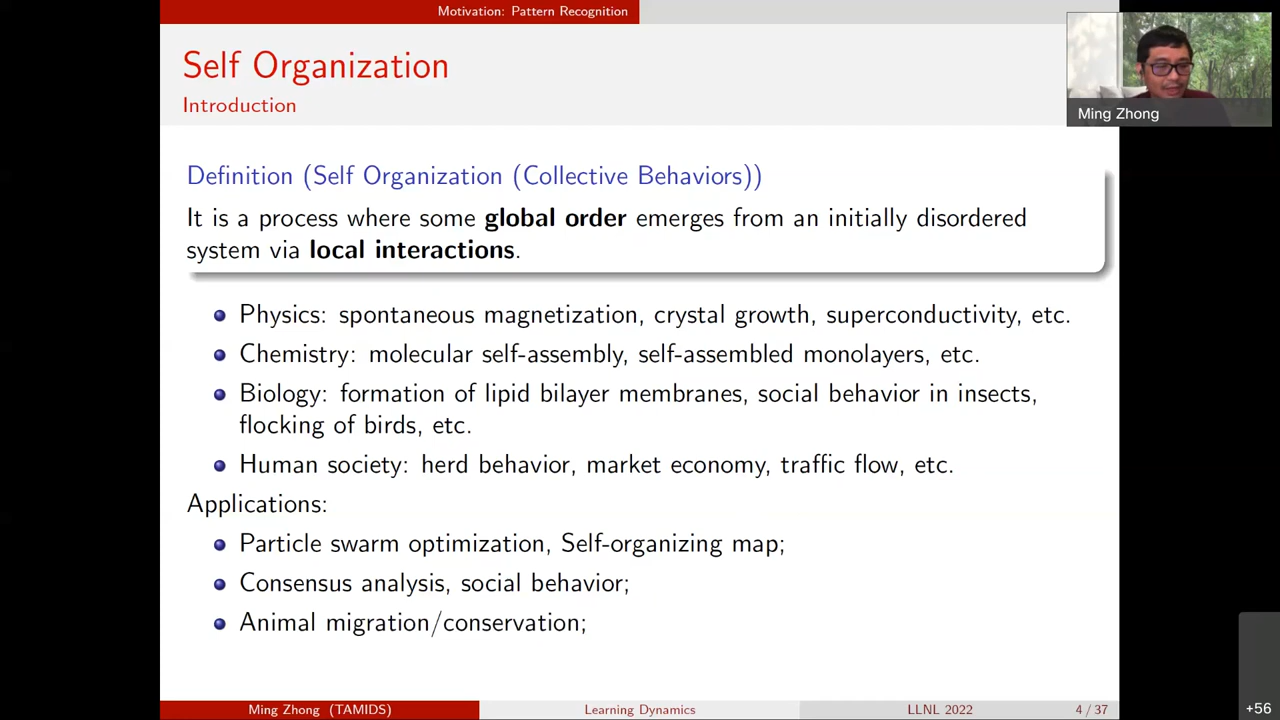 Motivation: Pattern Recognition
Self Organization
Introduction
Ming Zhong
Definition (Self Organization (Collective Behaviors))
It is a process where some global order emerges from an initially disordered
system via local interactions.
Physics: spontaneous magnetization, crystal growth, superconductivity, etc.
Chemistry: molecular self-assembly, self-assembled monolayers, etc.
Biology: formation of lipid bilayer membranes, social behavior in insects,
flocking of birds, etc.
Human society: herd behavior, market economy, traffic flow, etc.
Applications:
Particle swarm optimization, Self-organizing map;
Consensus analysis, social behavior;
Animal migration/conservation;
Ming Zhong (TAMIDS) Learning Dynamics LLNL 2022 4 / 37
+56